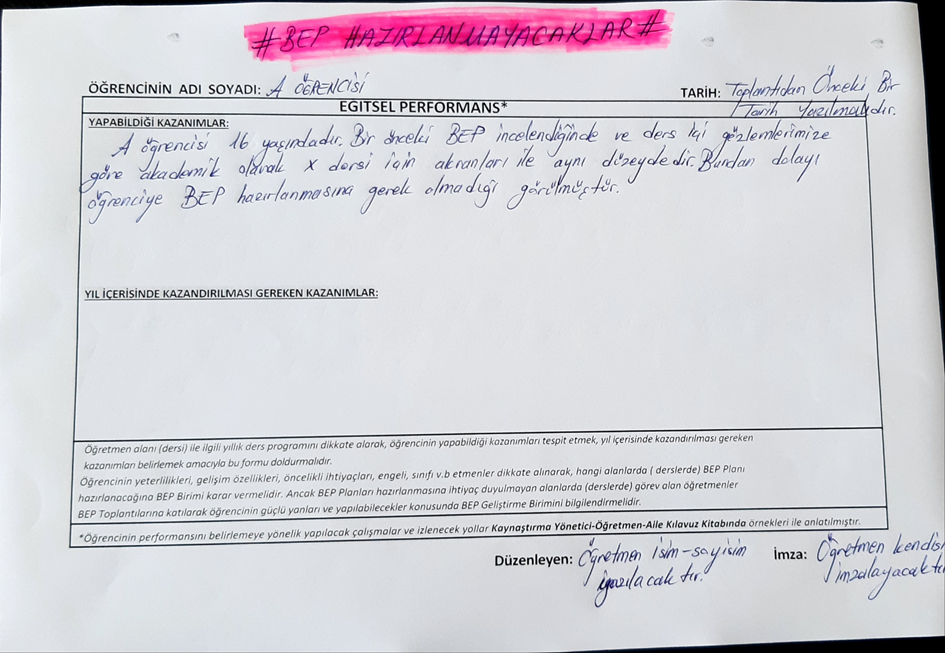 #BEP HAZIRLANMAYACAKLAR#
ÖĞRENCİNİN ADI SOYADI: A ÖĞRENCİSİ
TARİH: Toplantıdan Önceki Bir
Tarih Yazılmalıdır.
EĞİTSEL PERFORMANS*
YAPABİLDİĞİ KAZANIMLAR:
A öğrencisi 16 yaşındadır. Bir önceki BEP incelendiğinde ve ders içi gözlemlerimize
göre akademik olarak x dersi için akranları ile aynı düzeydedir. Bundan dolayı
öğrenciye BEP hazırlanmasına gerek olmadığı görülmüştür.
YIL İÇERİSİNDE KAZANDIRILMASI GEREKEN KAZANIMLAR:
Öğretmen alanı (dersi) ile ilgili yıllık ders programını dikkate alarak, öğrencinin yapabildiği kazanımları tespit etmek, yıl içerisinde kazandırılması gereken
kazanımları belirlemek amacıyla bu formu doldurmalıdır.
Öğrencinin yeterlilikleri, gelişim özellikleri, öncelikli ihtiyaçları, engeli, sınıfı v.b etmenler dikkate alınarak, hangi alanlarda ( derslerde) BEP Planı
hazırlanacağına BEP Birimi karar vermelidir. Ancak BEP Planları hazırlanmasına ihtiyaç duyulmayan alanlarda (derslerde) görev alan öğretmenler
BEP Toplantılarına katılarak öğrencinin güçlü yanları ve yapılabilecekler konusunda BEP Geliştirme Birimini bilgilendirmelidir.
*Öğrencinin performansını belirlemeye yönelik yapılacak çalışmalar ve izlenecek yollar Kaynaştırma Yönetici-Öğretmen-Aile Kılavuz Kitabında örnekleri ile anlatılmıştır.
Düzenleyen: Öğretmen isim-soyisim
yazılacaktır.
İmza: Öğretmen kendisi
imzalayacaktır